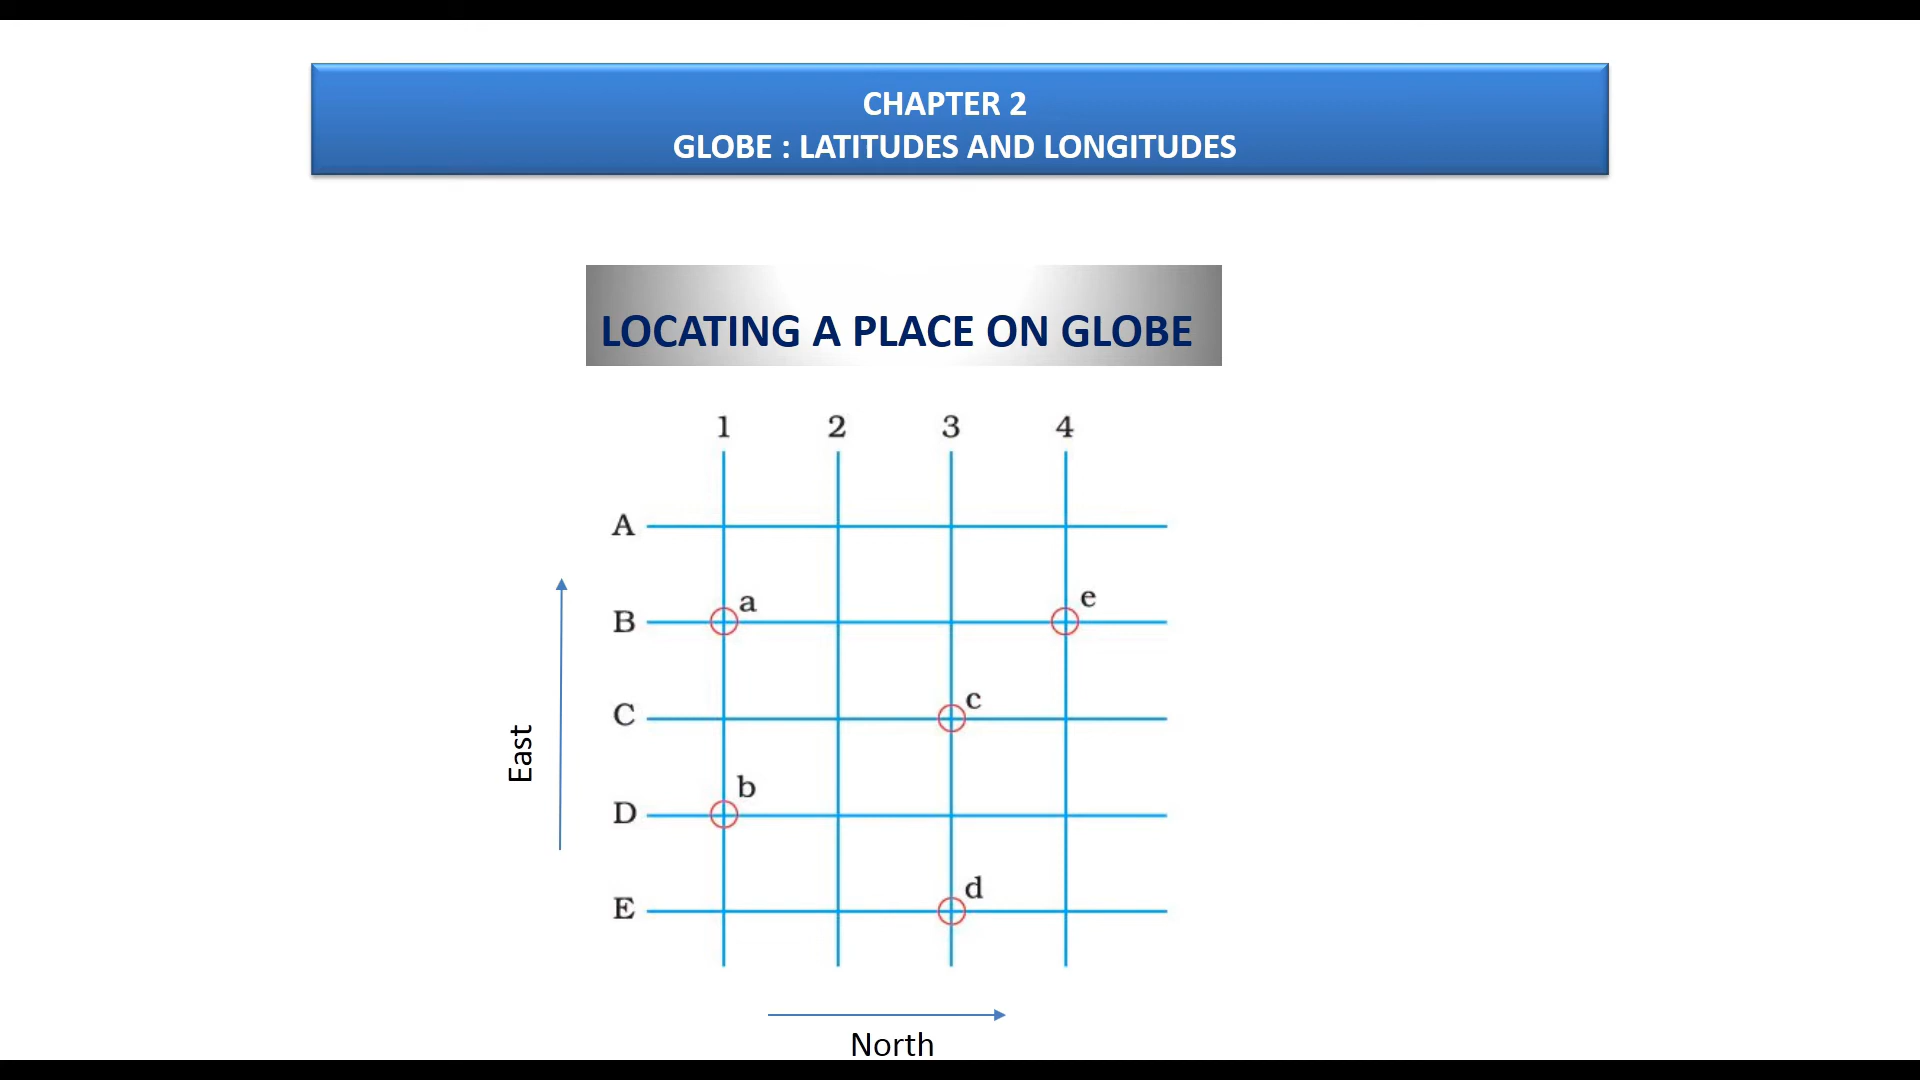 CHAPTER 2
GLOBE : LATITUDES AND LONGITUDES
LOCATING A PLACE ON GLOBE
1 2 3 4
A
B a e
C c
D b
E d
East
North